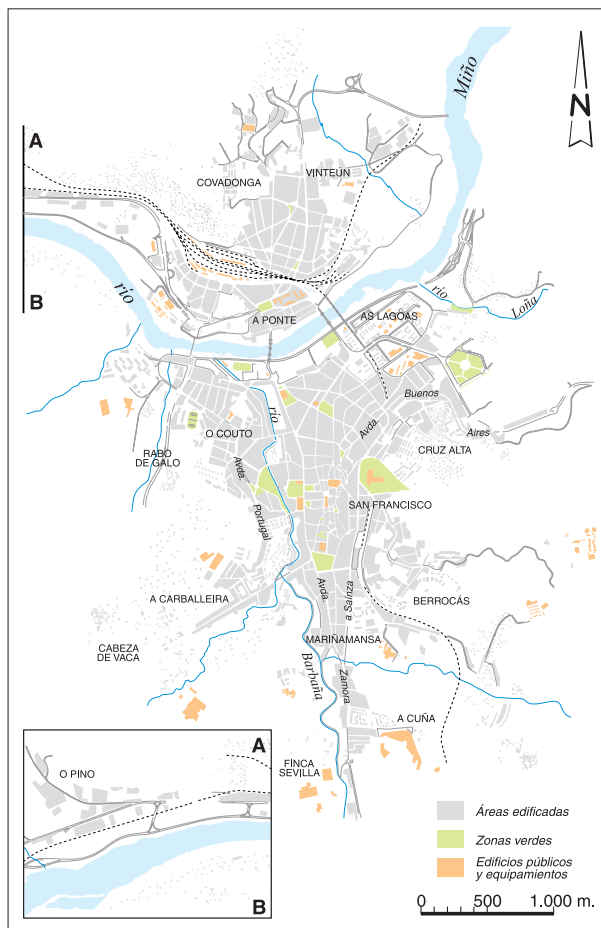 Miño
N
A
COVADONGA
VINTEÚN
B
río
A PONTE
AS LAGOAS
río
Loña
río
Buenos
Aires
Avda.
O COUTO
CRUZ ALTA
RABO
DE GALO
Avda.
Portugal
SAN FRANCISCO
A CARBALLEIRA
Avda.
a Saínza
BERROCÁS
CABEZA
DE VACA
MARIÑAMANSA
Barbaña
Zamora
A CUÑA
FINCA
SEVILLA
A
O PINO
B
Áreas edificadas
Zonas verdes
Edificios públicos
y equipamientos
0 500 1.000 m.